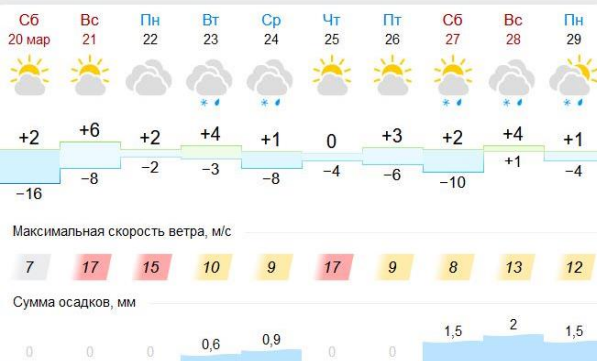 Сб Вс Пн Вт Ср Чт Пт Сб Вс Пн
20 мар 21 22 23 24 25 26 27 28 29
+2 +6 +2 +4 +1 0 +3 +2 +4 +1
−16 −8 −2 −3 −8 −4 −6 −10 +1 −4
Максимальная скорость ветра, м/с
7 17 15 10 9 17 9 8 13 12
Сумма осадков, мм
0 0 0 0,6 0,9 0 0 1,5 2 1,5